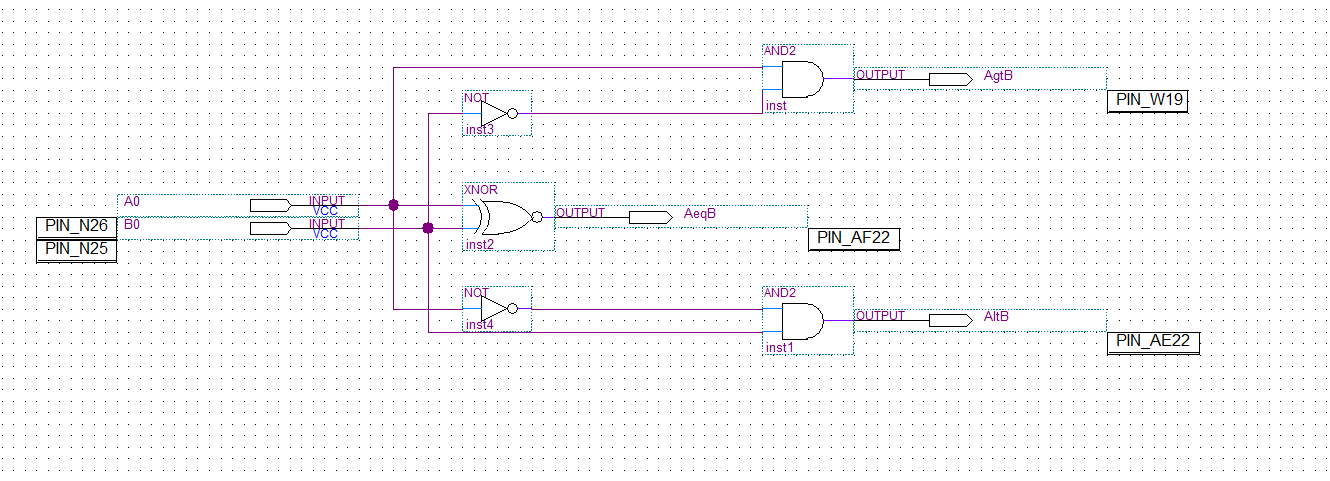 AND2
OUTPUT
AgtB
PIN_W19
inst
NOT
inst3
XNOR
A0
INPUT
VCC
B0
INPUT
VCC
PIN_N26
PIN_N25
OUTPUT
AeqB
PIN_AF22
inst2
NOT
inst4
AND2
OUTPUT
AltB
PIN_AE22
inst1